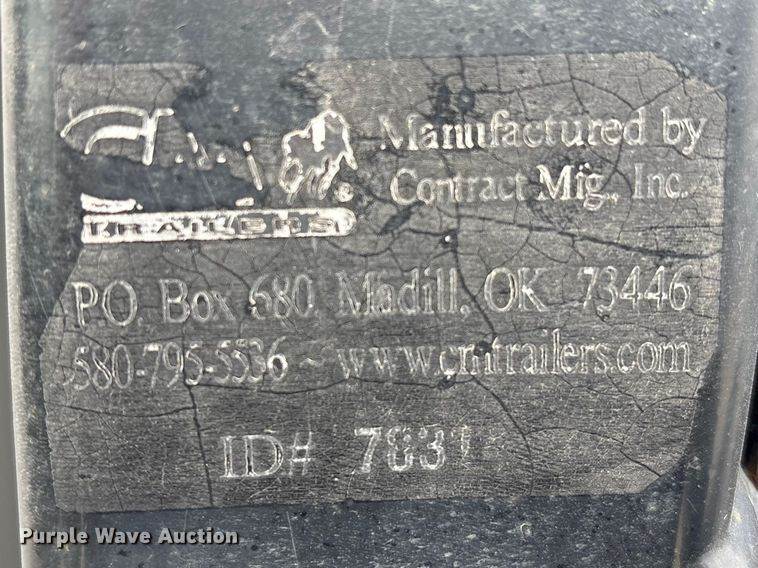 TRAILERS
Manufactured by
Contract Mfg., Inc.
P.O. Box 680, Madill, OK 73446
580-795-5536 ~ www.cmtrailers.com
ID#
Purple Wave Auction